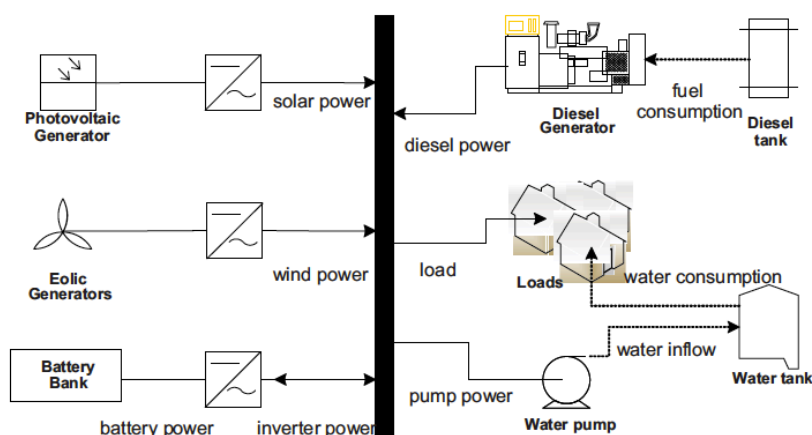 Photovoltaic
Generator
solar power
Eolic
Generators
wind power
Battery
Bank
battery power
inverter power
diesel power
Diesel
Generator
fuel
consumption
Diesel
tank
load
Loads
water consumption
water inflow
Water tank
pump power
Water pump